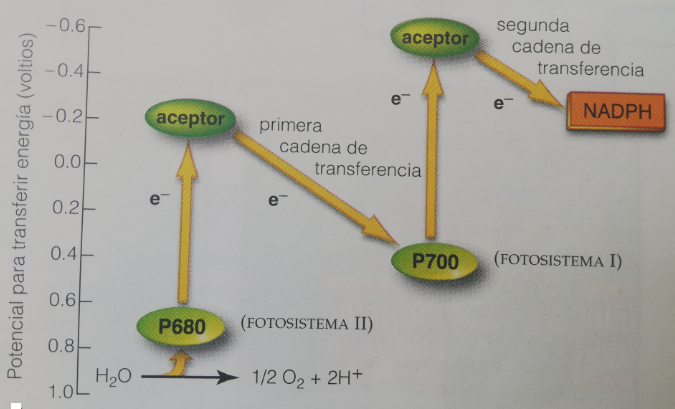 Potencial para transferir energía (voltios)
−0.6
−0.4
−0.2
0.0
0.2
0.4
0.6
0.8
1.0
aceptor
segunda
cadena de
transferencia
e⁻
e⁻
NADPH
aceptor
primera
cadena de
transferencia
e⁻
e⁻
P700
(FOTOSISTEMA I)
P680
(FOTOSISTEMA II)
H₂O
1/2 O₂ + 2H⁺